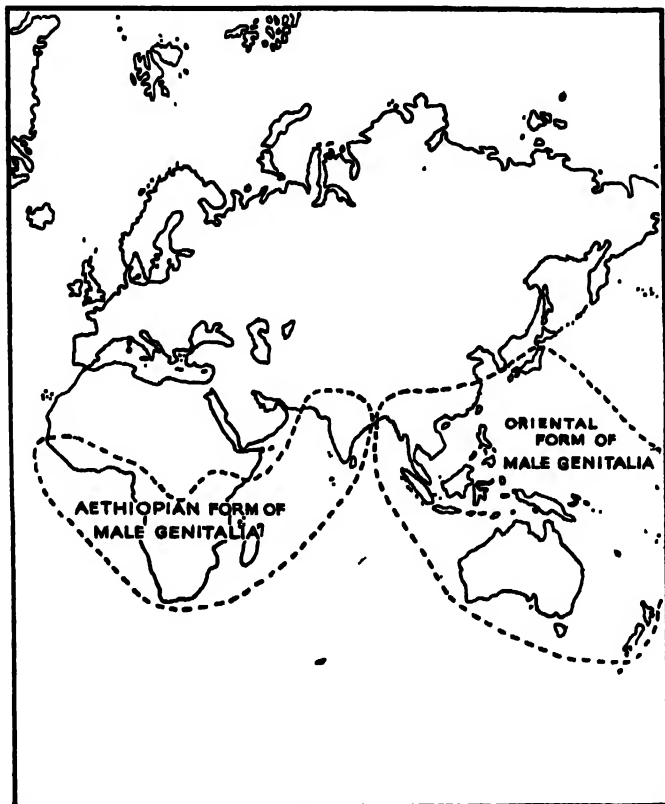 ORIENTAL
FORM OF
MALE GENITALIA
AETHIOPIAN FORM OF
MALE GENITALIA